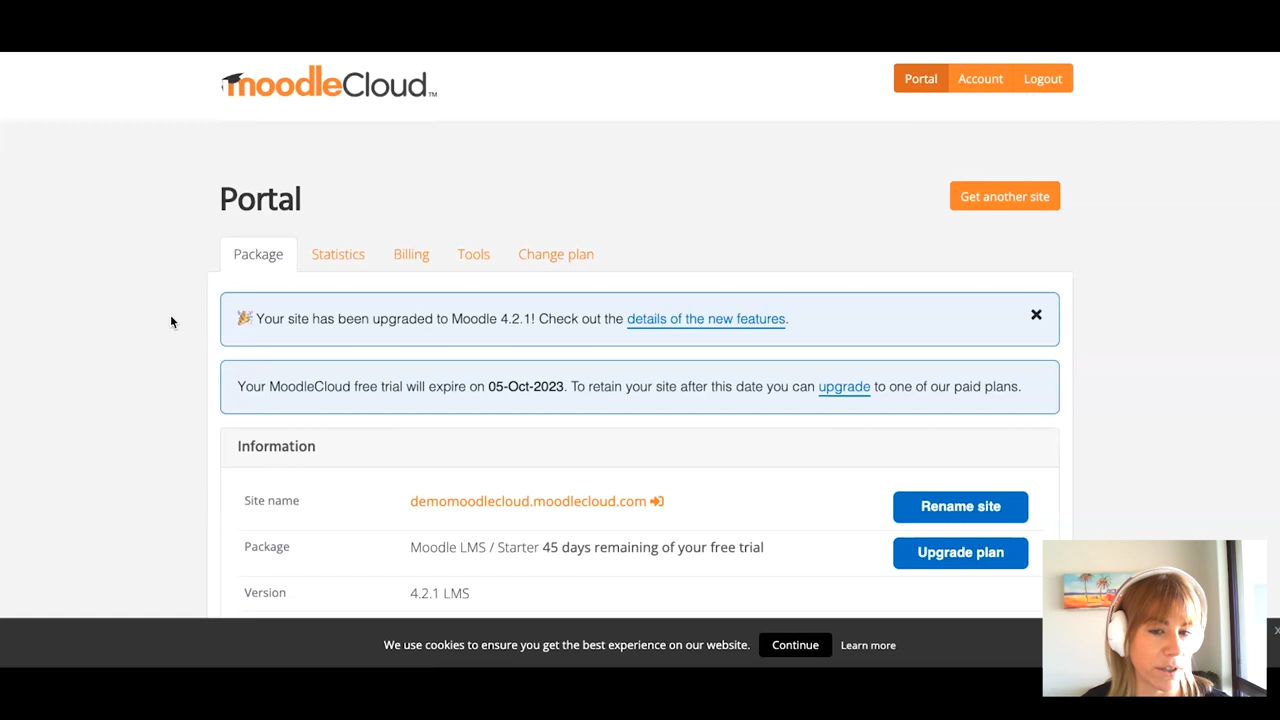 moodleCloud™
Portal Account Logout
Portal
Get another site
Package Statistics Billing Tools Change plan
🎉 Your site has been upgraded to Moodle 4.2.1! Check out the details of the new features.
Your MoodleCloud free trial will expire on 05-Oct-2023. To retain your site after this date you can upgrade to one of our paid plans.
Information
Site name demomoodlecloud.moodlecloud.com Rename site
Package Moodle LMS / Starter 45 days remaining of your free trial Upgrade plan
Version 4.2.1 LMS
We use cookies to ensure you get the best experience on our website. Continue Learn more